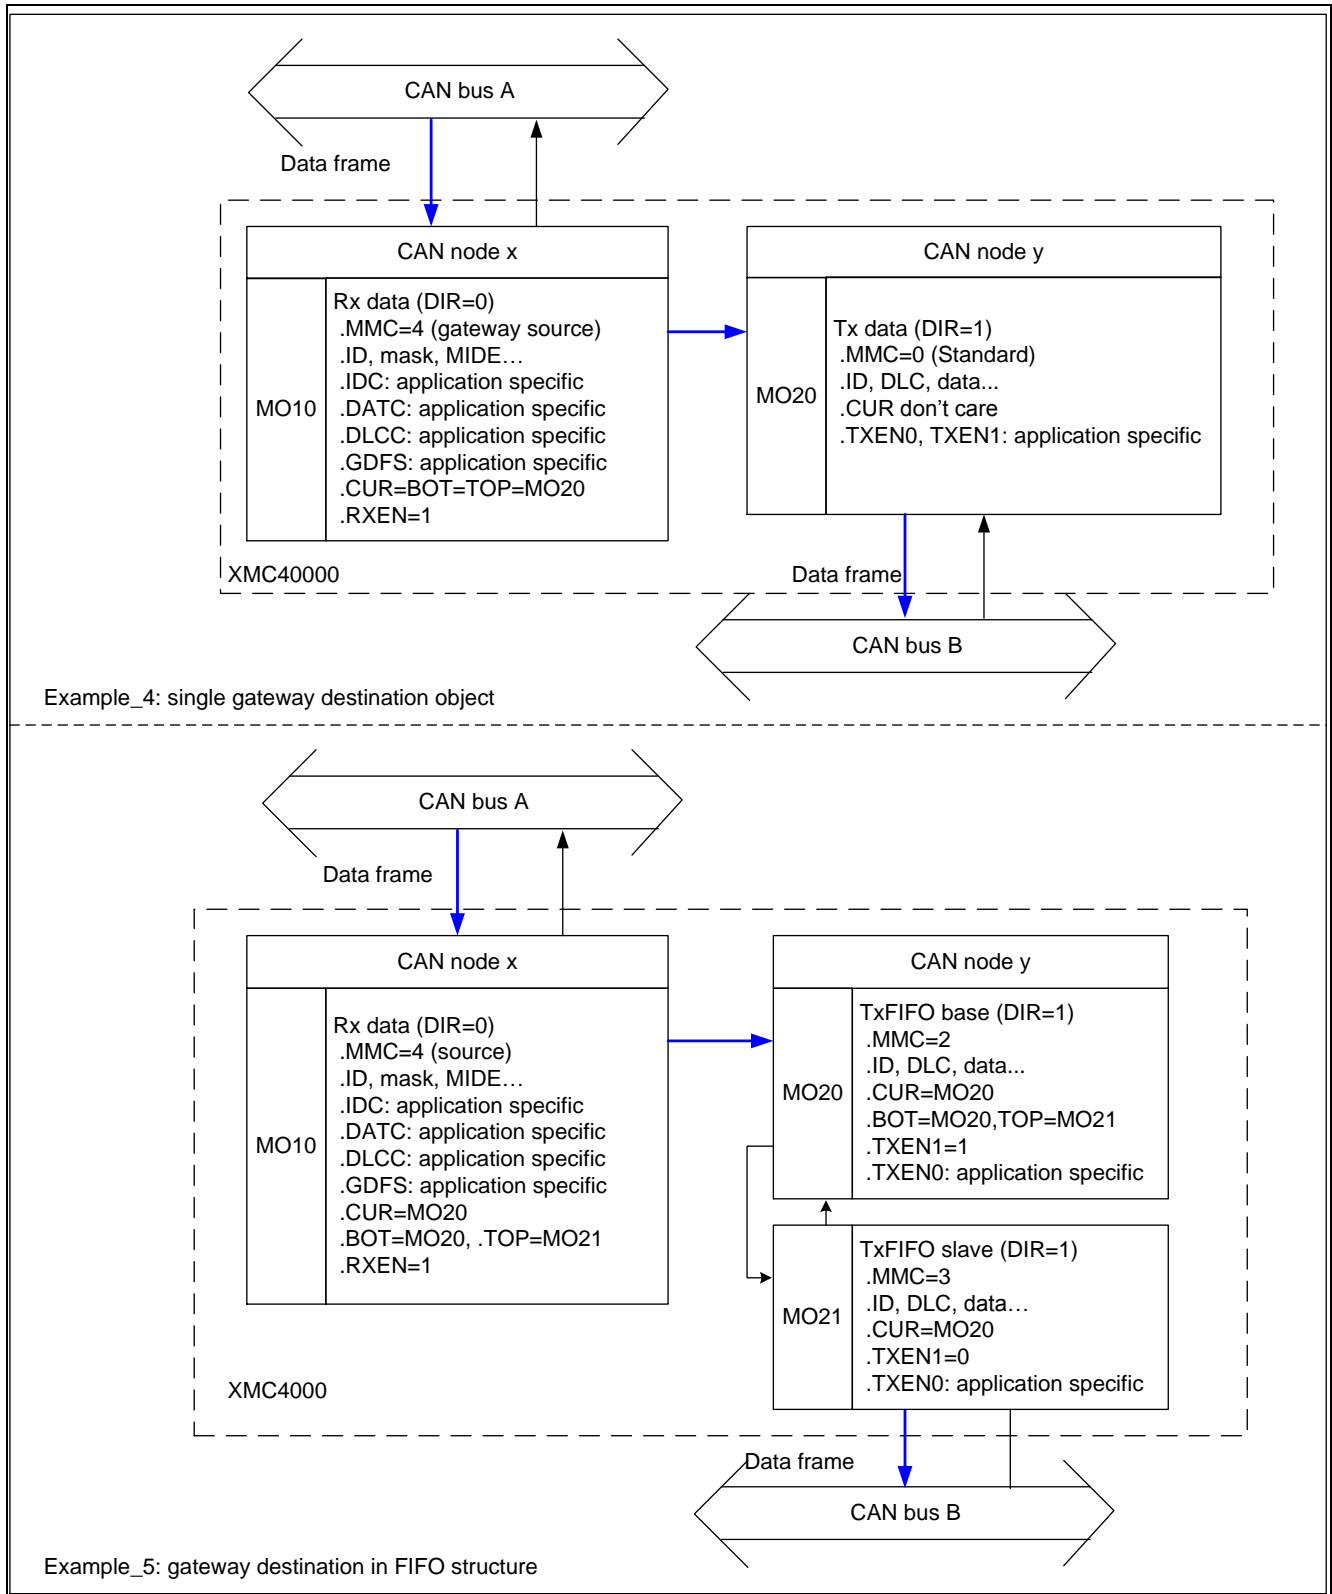 CAN bus A
Data frame
CAN node x
MO10
Rx data (DIR=0)
.MMC=4 (gateway source)
.ID, mask, MIDE…
.IDC: application specific
.DATC: application specific
.DLCC: application specific
.GDFS: application specific
.CUR=BOT=TOP=MO20
.RXEN=1
CAN node y
MO20
Tx data (DIR=1)
.MMC=0 (Standard)
.ID, DLC, data...
.CUR don’t care
.TXEN0, TXEN1: application specific
XMC40000
Data frame
CAN bus B
Example_4: single gateway destination object
CAN bus A
Data frame
CAN node x
MO10
Rx data (DIR=0)
.MMC=4 (source)
.ID, mask, MIDE…
.IDC: application specific
.DATC: application specific
.DLCC: application specific
.GDFS: application specific
.CUR=MO20
.BOT=MO20, .TOP=MO21
.RXEN=1
CAN node y
MO20
TxFIFO base (DIR=1)
.MMC=2
.ID, DLC, data...
.CUR=MO20
.BOT=MO20,TOP=MO21
.TXEN1=1
.TXEN0: application specific
MO21
TxFIFO slave (DIR=1)
.MMC=3
.ID, DLC, data…
.CUR=MO20
.TXEN1=0
.TXEN0: application specific
XMC4000
Data frame
CAN bus B
Example_5: gateway destination in FIFO structure